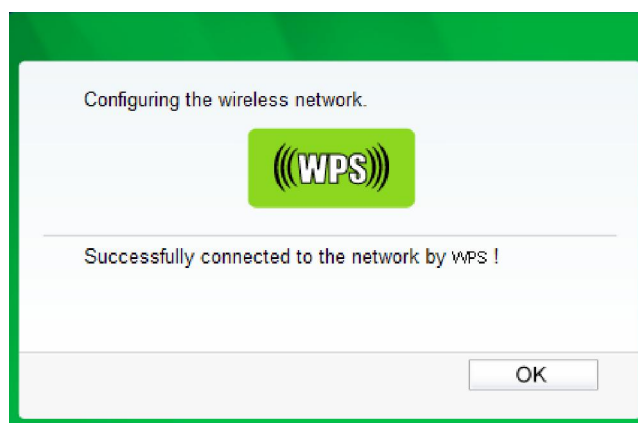 Configuring the wireless network.
(((WPS)))
Successfully connected to the network by WPS !
OK